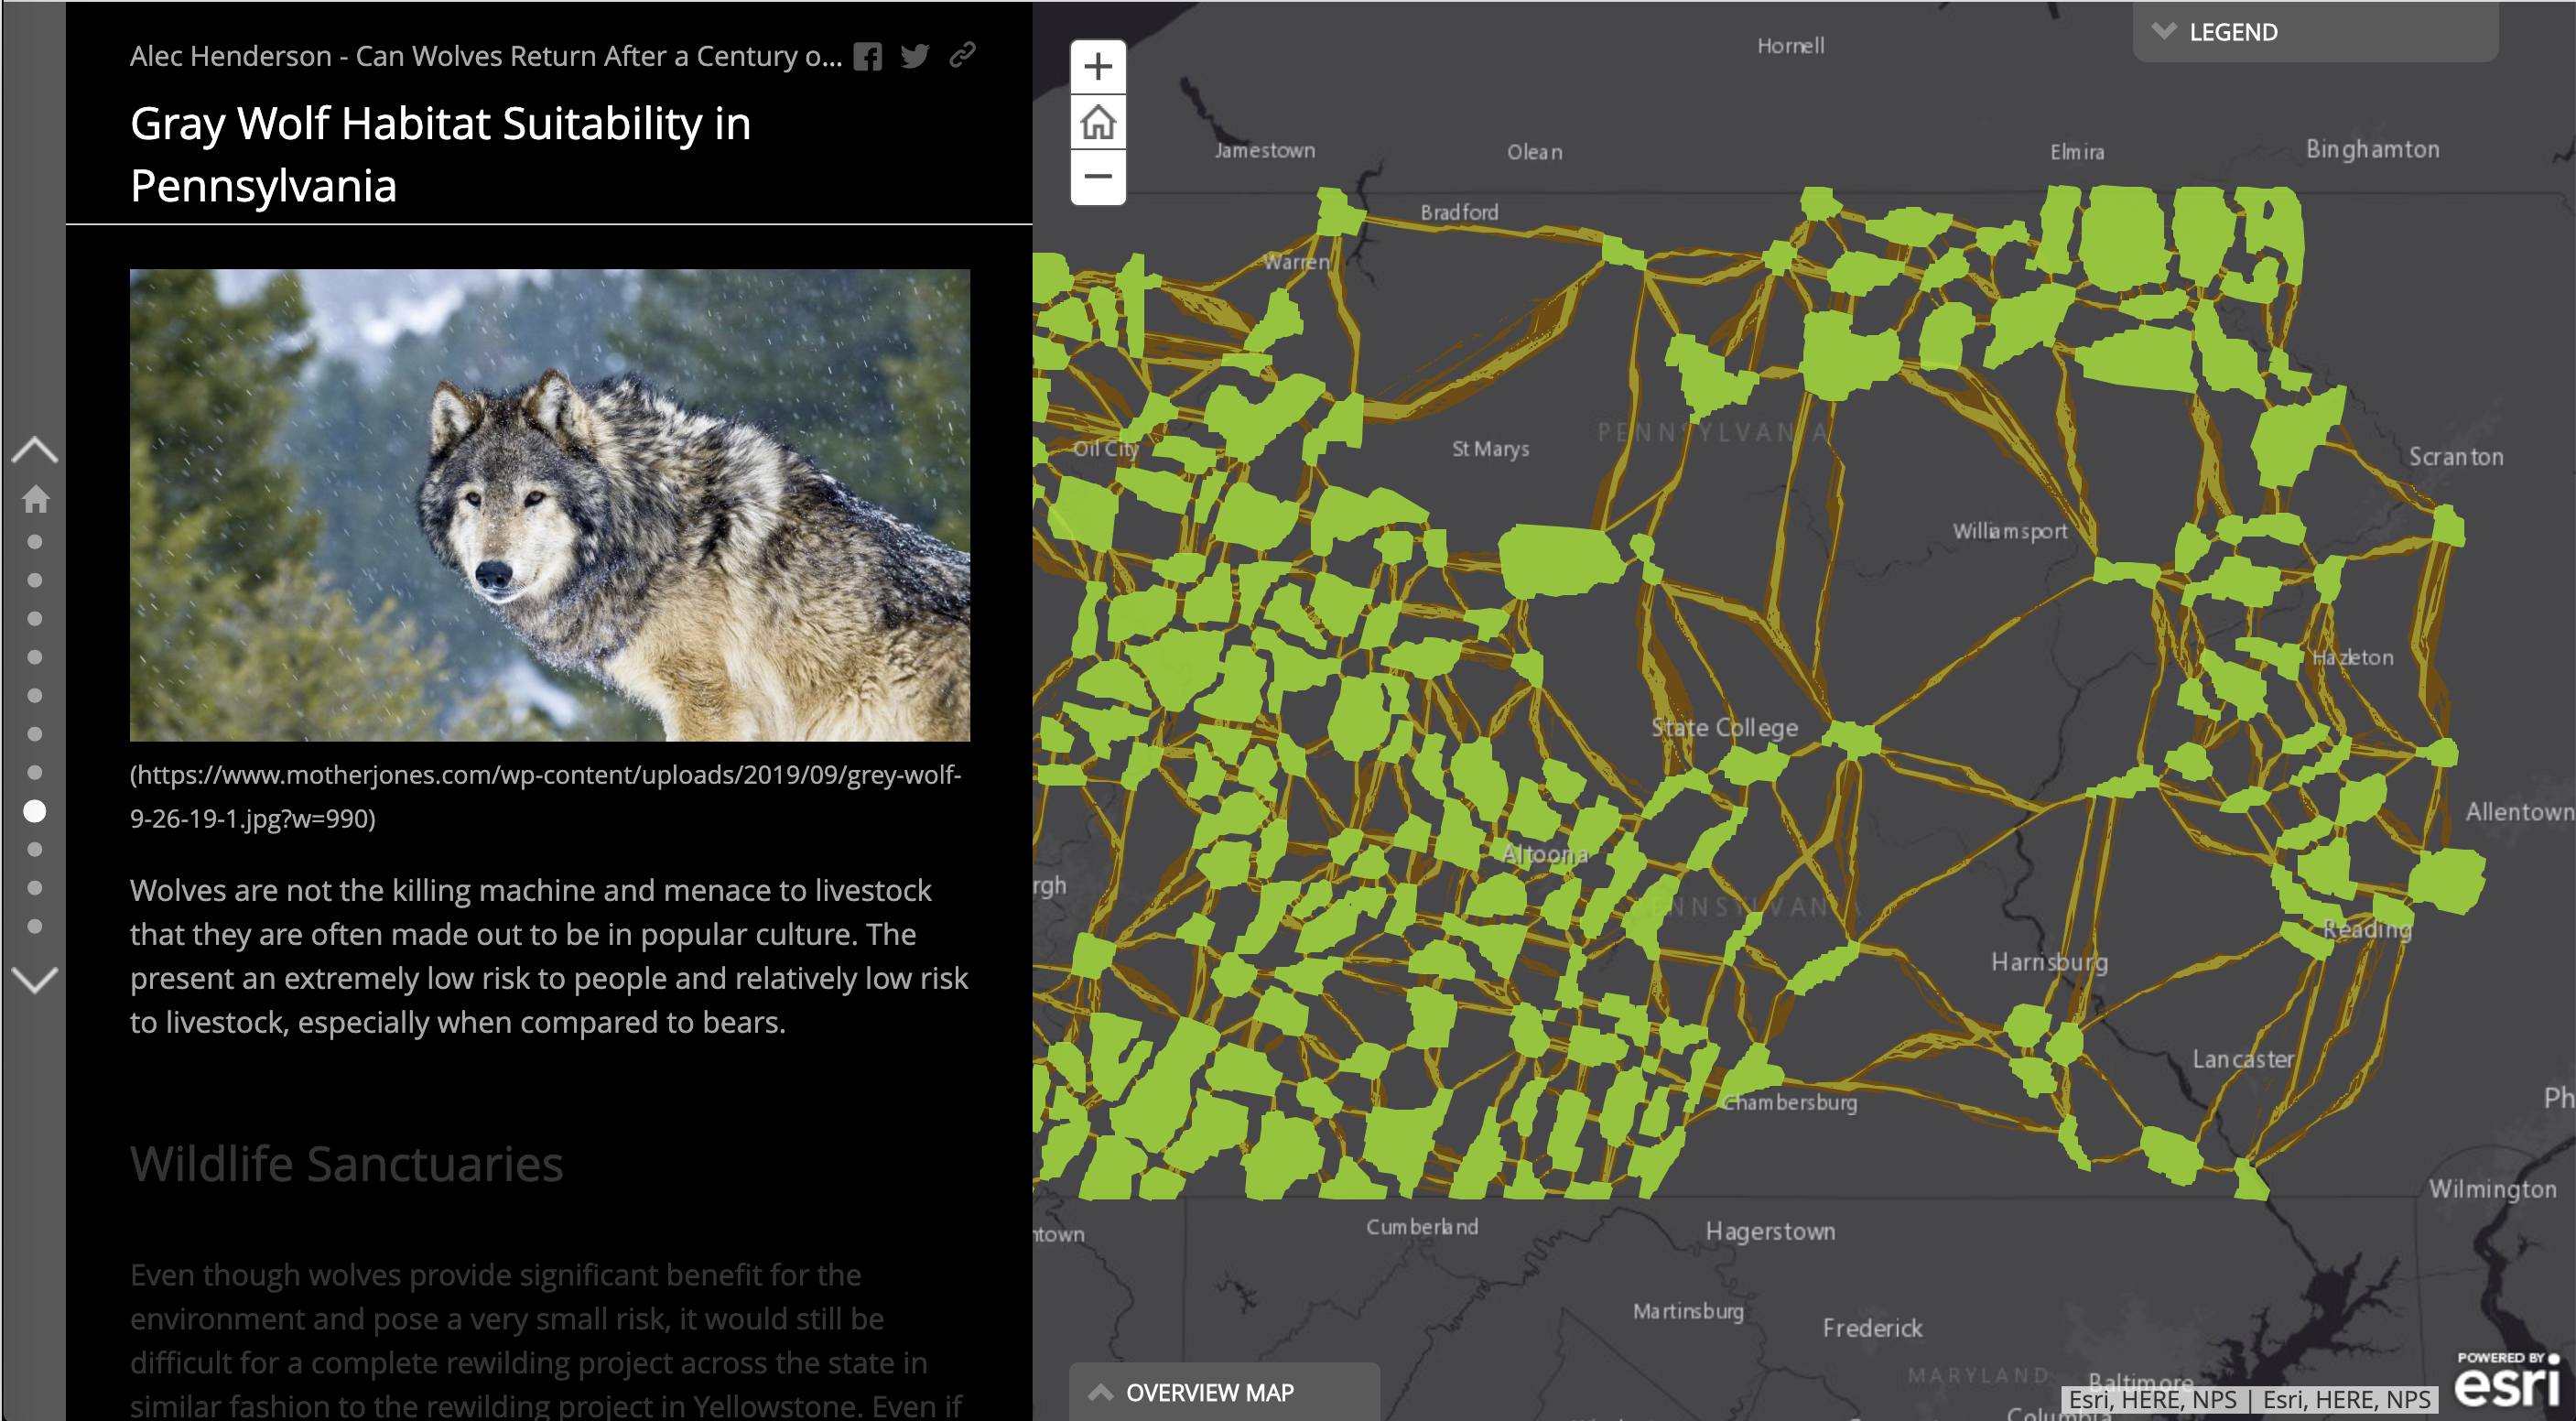 Alec Henderson - Can Wolves Return After a Century o...
Gray Wolf Habitat Suitability in
Pennsylvania
(https://www.motherjones.com/wp-content/uploads/2019/09/grey-wolf-
9-26-19-1.jpg?w=990)
Wolves are not the killing machine and menace to livestock
that they are often made out to be in popular culture. The
present an extremely low risk to people and relatively low risk
to livestock, especially when compared to bears.
Wildlife Sanctuaries
Even though wolves provide significant benefit for the
environment and pose a very small risk, it would still be
difficult for a complete rewilding project across the state in
similar fashion to the rewilding project in Yellowstone. Even if
LEGEND
Hornell
Jamestown
Olean
Elmira
Binghamton
Bradford
Warren
PENNSYLVANIA
Oil City
St Marys
Scranton
Williamsport
Hazleton
State College
Allentown
Altoona
rgh
PENNSYLVANIA
Reading
Harrisburg
Lancaster
Chambersburg
Ph
Wilmington
ntown
Cumberland
Hagerstown
Martinsburg
Frederick
MARYLAND
Baltimore
Columbia
OVERVIEW MAP
Esri, HERE, NPS | Esri, HERE, NPS
POWERED BY
esri